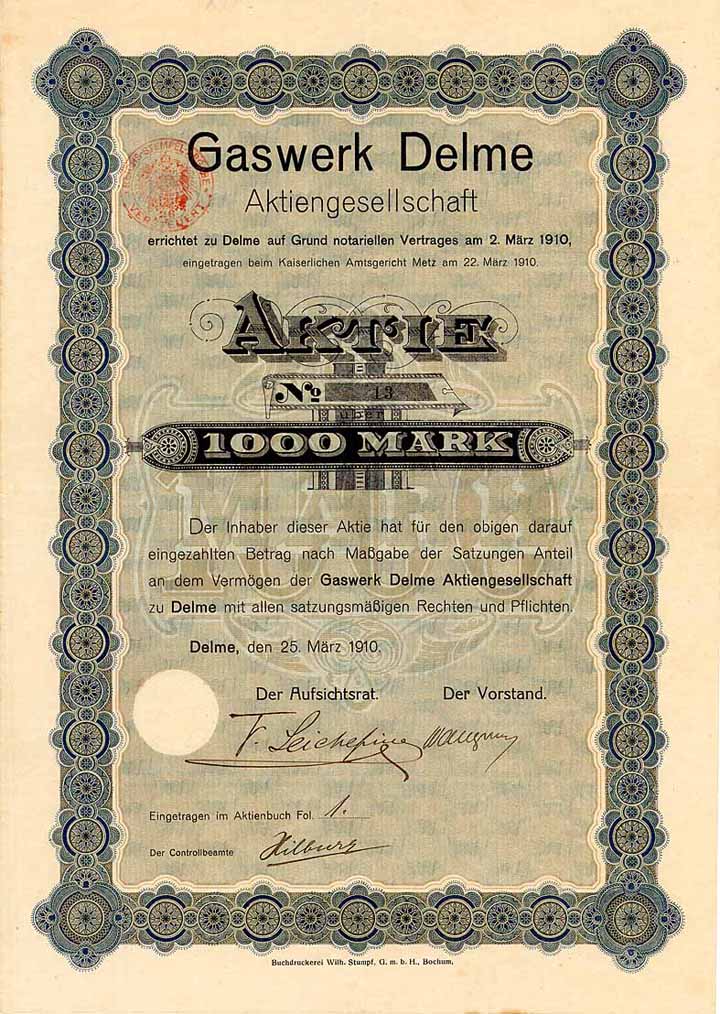 Gaswerk Delme
Aktiengesellschaft
errichtet zu Delme auf Grund notariellen Vertrages am 2. März 1910,
eingetragen beim Kaiserlichen Amtsgericht Metz am 22. März 1910.
AKTIE
No 13
1000 MARK
Der Inhaber dieser Aktie hat für den obigen darauf
eingezahlten Betrag nach Maßgabe der Satzungen Anteil
an dem Vermögen der Gaswerk Delme Aktiengesellschaft
zu Delme mit allen satzungsmäßigen Rechten und Pflichten.
Delme, den 25. März 1910.
Der Aufsichtsrat. Der Vorstand.
Eingetragen im Aktienbuch Fol. 1.
Der Controllbeamte Hilburg
Buchdruckerei Wilh. Stumpf, G. m. b. H., Bochum.